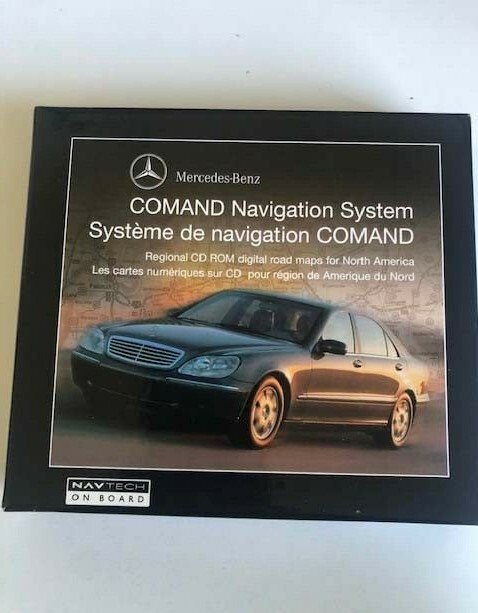 Mercedes-Benz
COMAND Navigation System
Système de navigation COMAND
Regional CD ROM digital road maps for North America
Les cartes numériques sur CD pour région de Amerique du Nord
NAVTECH
ON BOARD